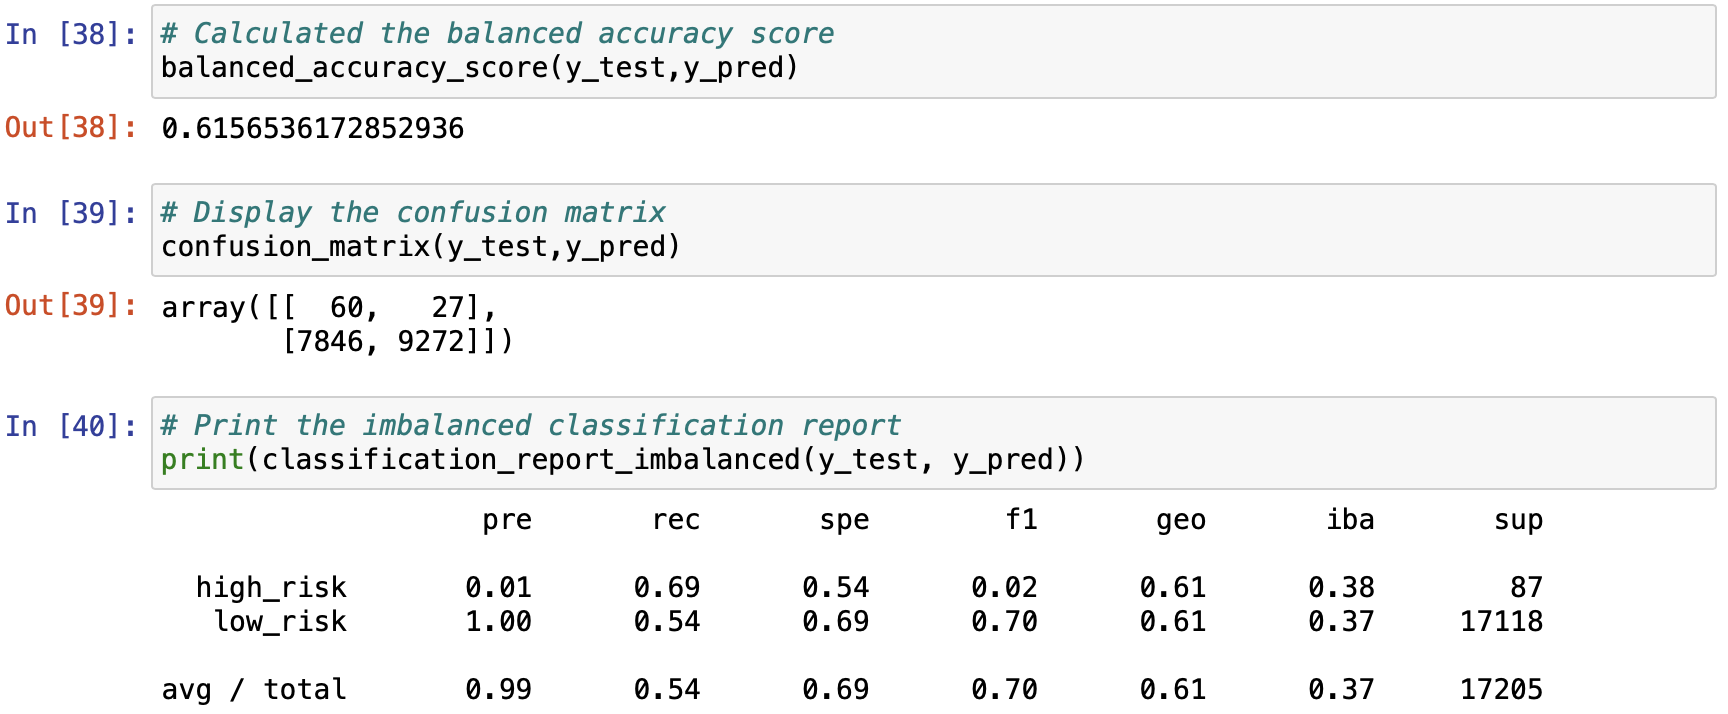 In [38]: # Calculated the balanced accuracy score
balanced_accuracy_score(y_test,y_pred)
Out[38]: 0.6156536172852936
In [39]: # Display the confusion matrix
confusion_matrix(y_test,y_pred)
Out[39]: array([[  60,   27],
       [7846, 9272]])
In [40]: # Print the imbalanced classification report
print(classification_report_imbalanced(y_test, y_pred))
pre rec spe f1 geo iba sup
high_risk 0.01 0.69 0.54 0.02 0.61 0.38 87
low_risk 1.00 0.54 0.69 0.70 0.61 0.37 17118
avg / total 0.99 0.54 0.69 0.70 0.61 0.37 17205